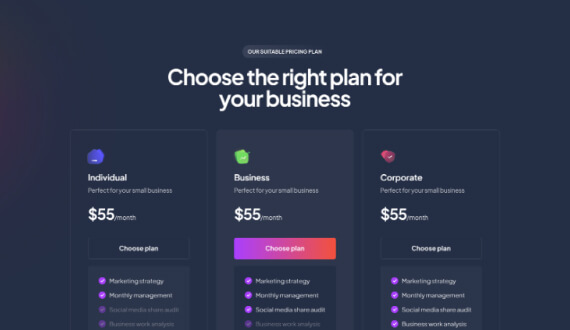 OUR SUITABLE PRICING PLAN
Choose the right plan for
your business
Individual
Perfect for your small business
$55/month
Choose plan
Marketing strategy
Monthly management
Social media share audit
Business work analysis
Business
Perfect for your small business
$55/month
Choose plan
Marketing strategy
Monthly management
Social media share audit
Business work analysis
Corporate
Perfect for your small business
$55/month
Choose plan
Marketing strategy
Monthly management
Social media share audit
Business work analysis